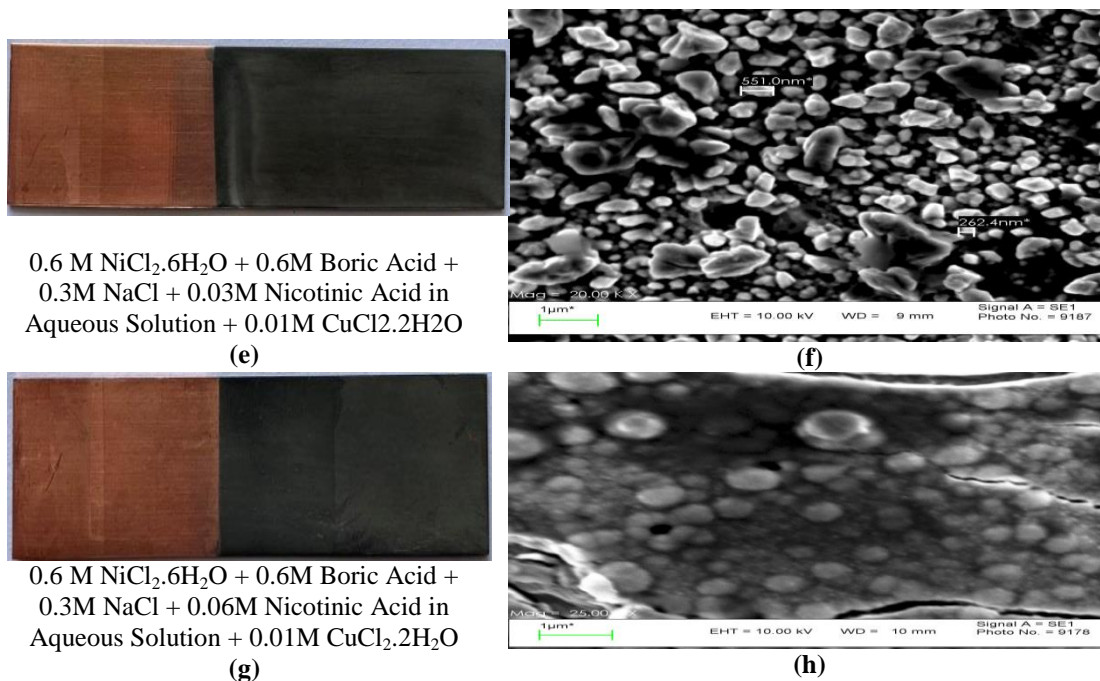 551.0nm*
262.4nm*
Mag = 20.00 K X
1µm*
EHT = 10.00 kV WD = 9 mm
Signal A = SE1
Photo No. = 9187
0.6 M NiCl₂.6H₂O + 0.6M Boric Acid +
0.3M NaCl + 0.03M Nicotinic Acid in
Aqueous Solution + 0.01M CuCl2.2H2O
(e)
(f)
Mag = 25.00 K X
1µm*
EHT = 10.00 kV WD = 10 mm
Signal A = SE1
Photo No. = 9178
0.6 M NiCl₂.6H₂O + 0.6M Boric Acid +
0.3M NaCl + 0.06M Nicotinic Acid in
Aqueous Solution + 0.01M CuCl₂.2H₂O
(g)
(h)